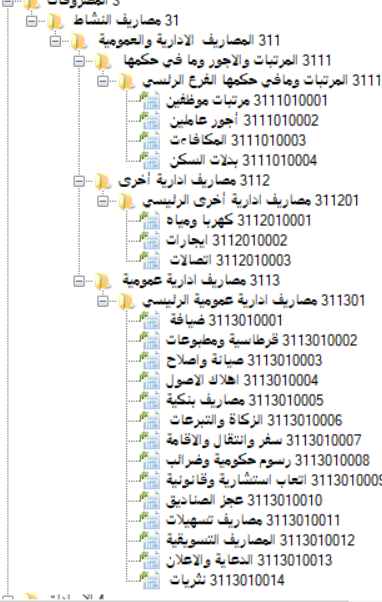 3 المصروفات
31 مصاريف النشاط
311 المصاريف الادارية والعمومية
3111 المرتبات والاجور وما في حكمها
3111 المرتبات ومافي حكمها الفرع الرئسي
3111010001 مرتبات موظفين
3111010002 أجور عاملين
3111010003 المكافاءت
3111010004 بدلات السكن
3112 مصاريف ادارية أخرى
311201 مصاريف ادارية أخرى الرئيسي
3112010001 كهربا ومياه
3112010002 ايجارات
3112010003 اتصالات
3113 مصاريف ادارية عمومية
311301 مصاريف ادارية عمومية الرئيسي
3113010001 ضيافة
3113010002 قرطاسية ومطبوعات
3113010003 صيانة واصلاح
3113010004 اهلاك الاصول
3113010005 مصاريف بنكية
3113010006 الزكاة والتبرعات
3113010007 سفر وانتقال والاقامة
3113010008 رسوم حكومية وضرائب
3113010009 اتعاب استشارية وقانونية
3113010010 عجز الصناديق
3113010011 مصاريف تسهيلات
3113010012 المصاريف التسويقية
3113010013 الدعاية والاعلان
3113010014 نثريات